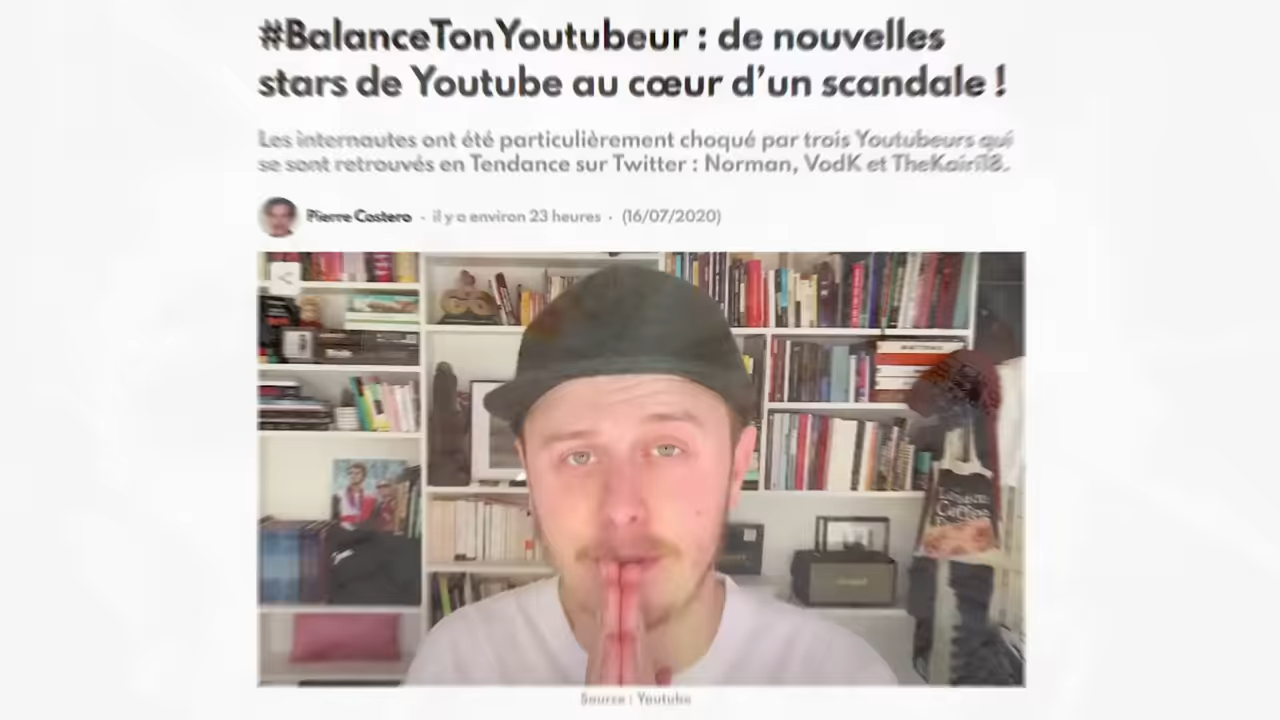 #BalanceTonYoutubeur : de nouvelles
stars de Youtube au cœur d'un scandale !
Les internautes ont été particulièrement choqué par trois Youtubeurs qui
se sont retrouvés en Tendance sur Twitter : Norman, VodK et TheKairi78.
Pierre Costero · il y a environ 23 heures · (16/07/2020)
Source : Youtube